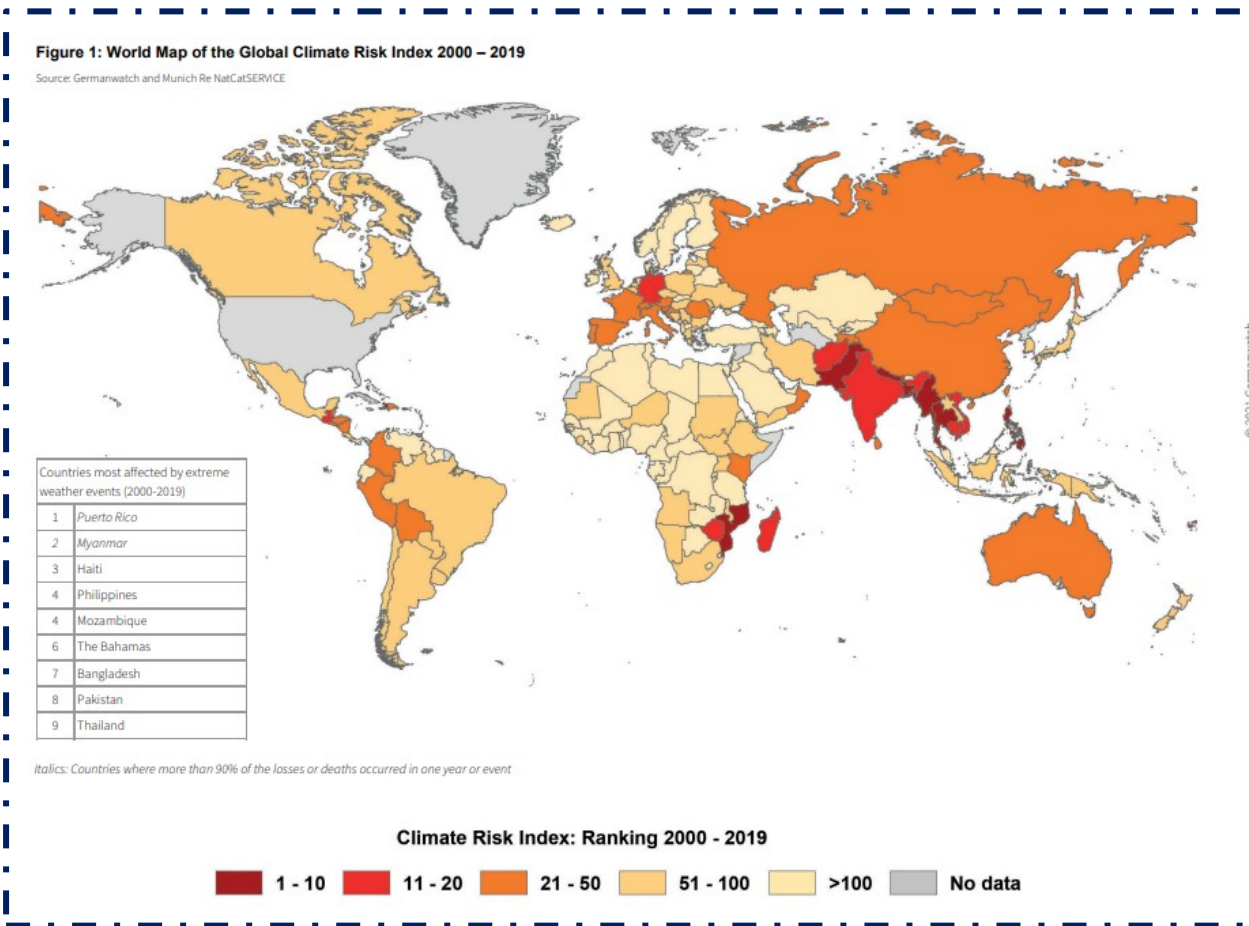 Figure 1: World Map of the Global Climate Risk Index 2000 – 2019
Source: Germanwatch and Munich Re NatCatSERVICE
Countries most affected by extreme
weather events (2000-2019)
1 Puerto Rico
2 Myanmar
3 Haiti
4 Philippines
4 Mozambique
6 The Bahamas
7 Bangladesh
8 Pakistan
9 Thailand
Italics: Countries where more than 90% of the losses or deaths occurred in one year or event
Climate Risk Index: Ranking 2000 - 2019
1 - 10 11 - 20 21 - 50 51 - 100 >100 No data